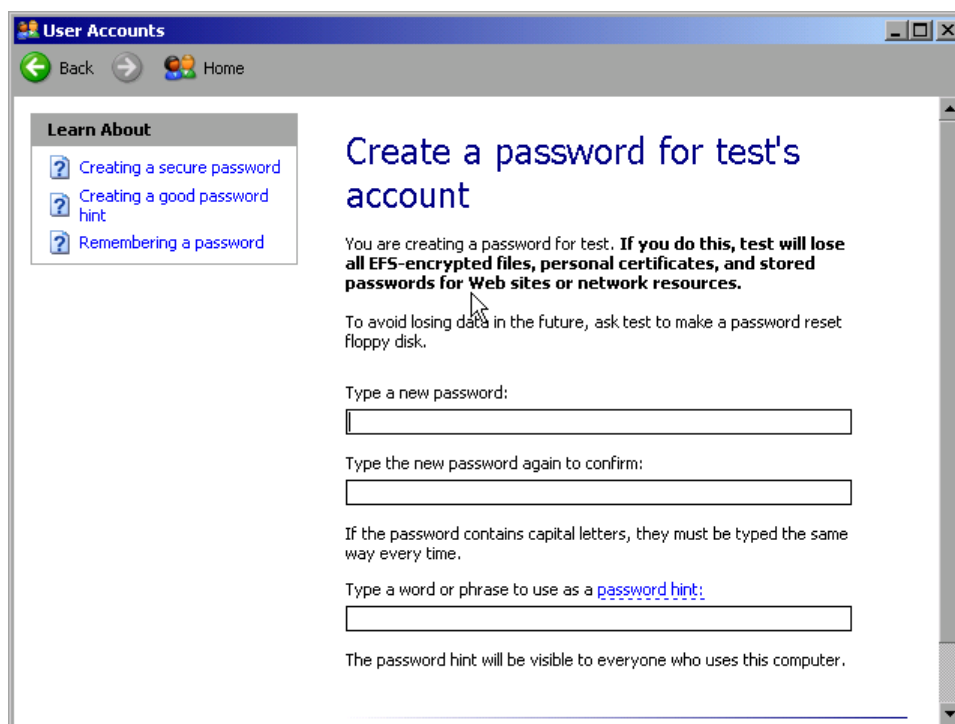 User Accounts
Back
Home
Learn About
Creating a secure password
Creating a good password
hint
Remembering a password
Create a password for test's
account
You are creating a password for test. If you do this, test will lose
all EFS-encrypted files, personal certificates, and stored
passwords for Web sites or network resources.
To avoid losing data in the future, ask test to make a password reset
floppy disk.
Type a new password:
Type the new password again to confirm:
If the password contains capital letters, they must be typed the same
way every time.
Type a word or phrase to use as a password hint:
The password hint will be visible to everyone who uses this computer.